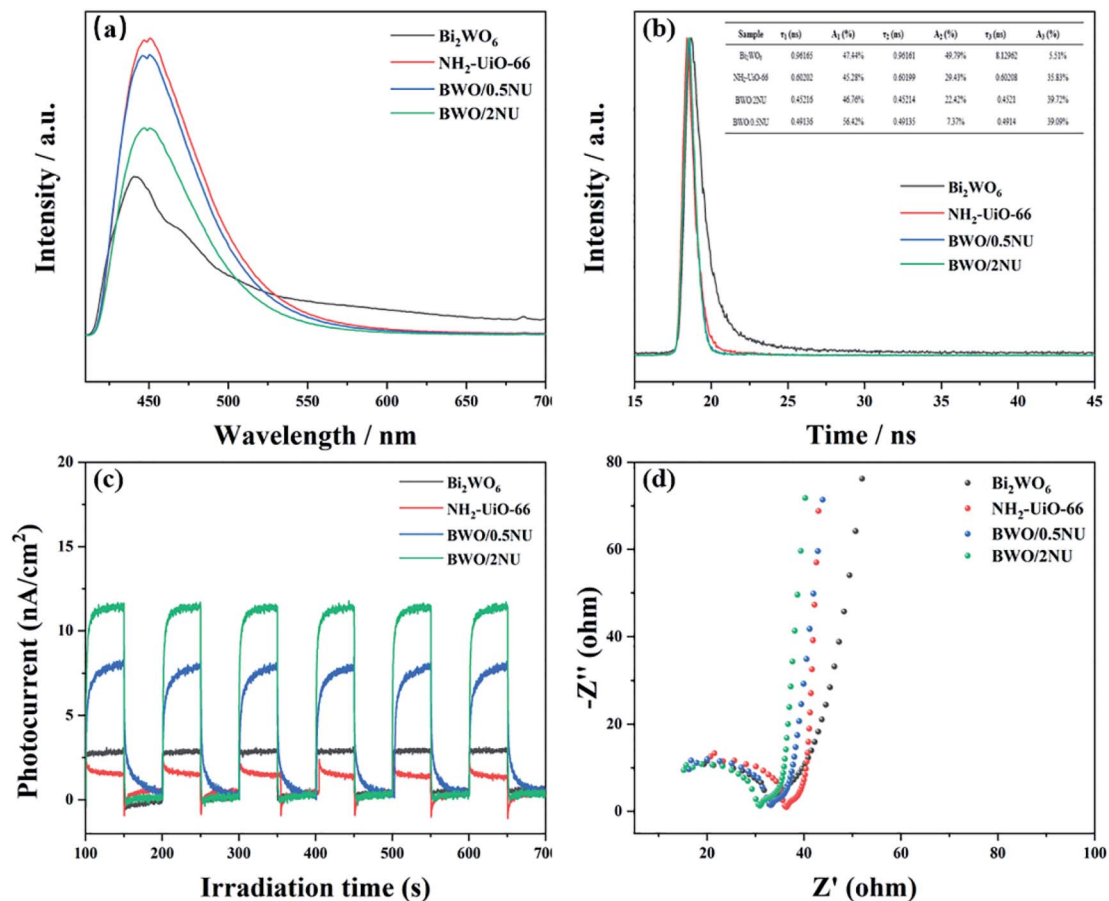 (a)
Bi₂WO₆
NH₂-UiO-66
BWO/0.5NU
BWO/2NU
Intensity / a.u.
450 500 550 600 650 700
Wavelength / nm
(b)
Sample τ₁ (ns) A₁ (%) τ₂ (ns) A₂ (%) τ₃ (ns) A₃ (%)
Bi₂WO₆ 0.96165 47.44% 0.96161 49.79% 8.12962 5.51%
NH₂-UiO-66 0.60202 45.28% 0.60199 29.43% 0.60208 35.83%
BWO/2NU 0.45216 46.76% 0.45214 22.42% 0.4521 39.72%
BWO/0.5NU 0.49136 56.42% 0.49135 7.37% 0.4914 39.09%
Bi₂WO₆
NH₂-UiO-66
BWO/0.5NU
BWO/2NU
Intensity / a.u.
15 20 25 30 35 40 45
Time / ns
(c)
Bi₂WO₆
NH₂-UiO-66
BWO/0.5NU
BWO/2NU
Photocurrent (nA/cm²)
20
15
10
5
0
100 200 300 400 500 600 700
Irradiation time (s)
(d)
Bi₂WO₆
NH₂-UiO-66
BWO/0.5NU
BWO/2NU
-Z'' (ohm)
80
60
40
20
0
20 40 60 80 100
Z' (ohm)